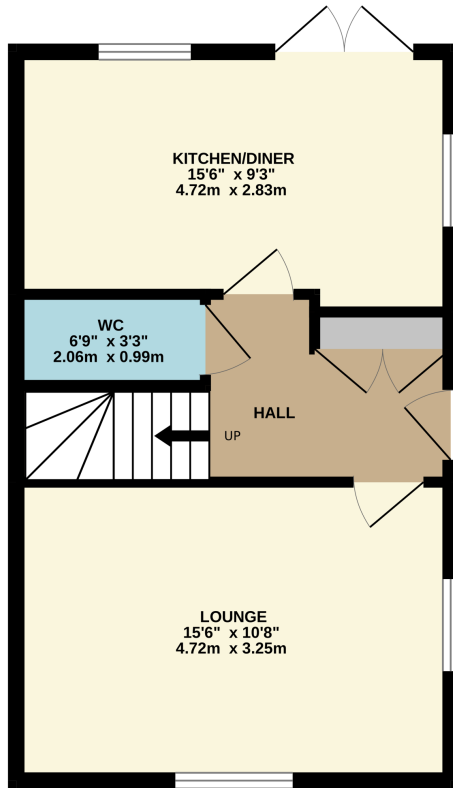 KITCHEN/DINER
15'6" x 9'3"
4.72m x 2.83m
WC
6'9" x 3'3"
2.06m x 0.99m
HALL
UP
LOUNGE
15'6" x 10'8"
4.72m x 3.25m